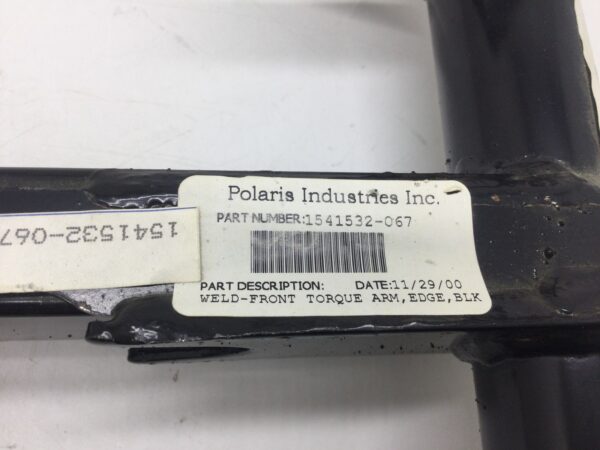 Polaris Industries Inc.
PART NUMBER:1541532-067
PART DESCRIPTION: DATE:11/29/00
WELD-FRONT TORQUE ARM,EDGE,BLK
1541532-067